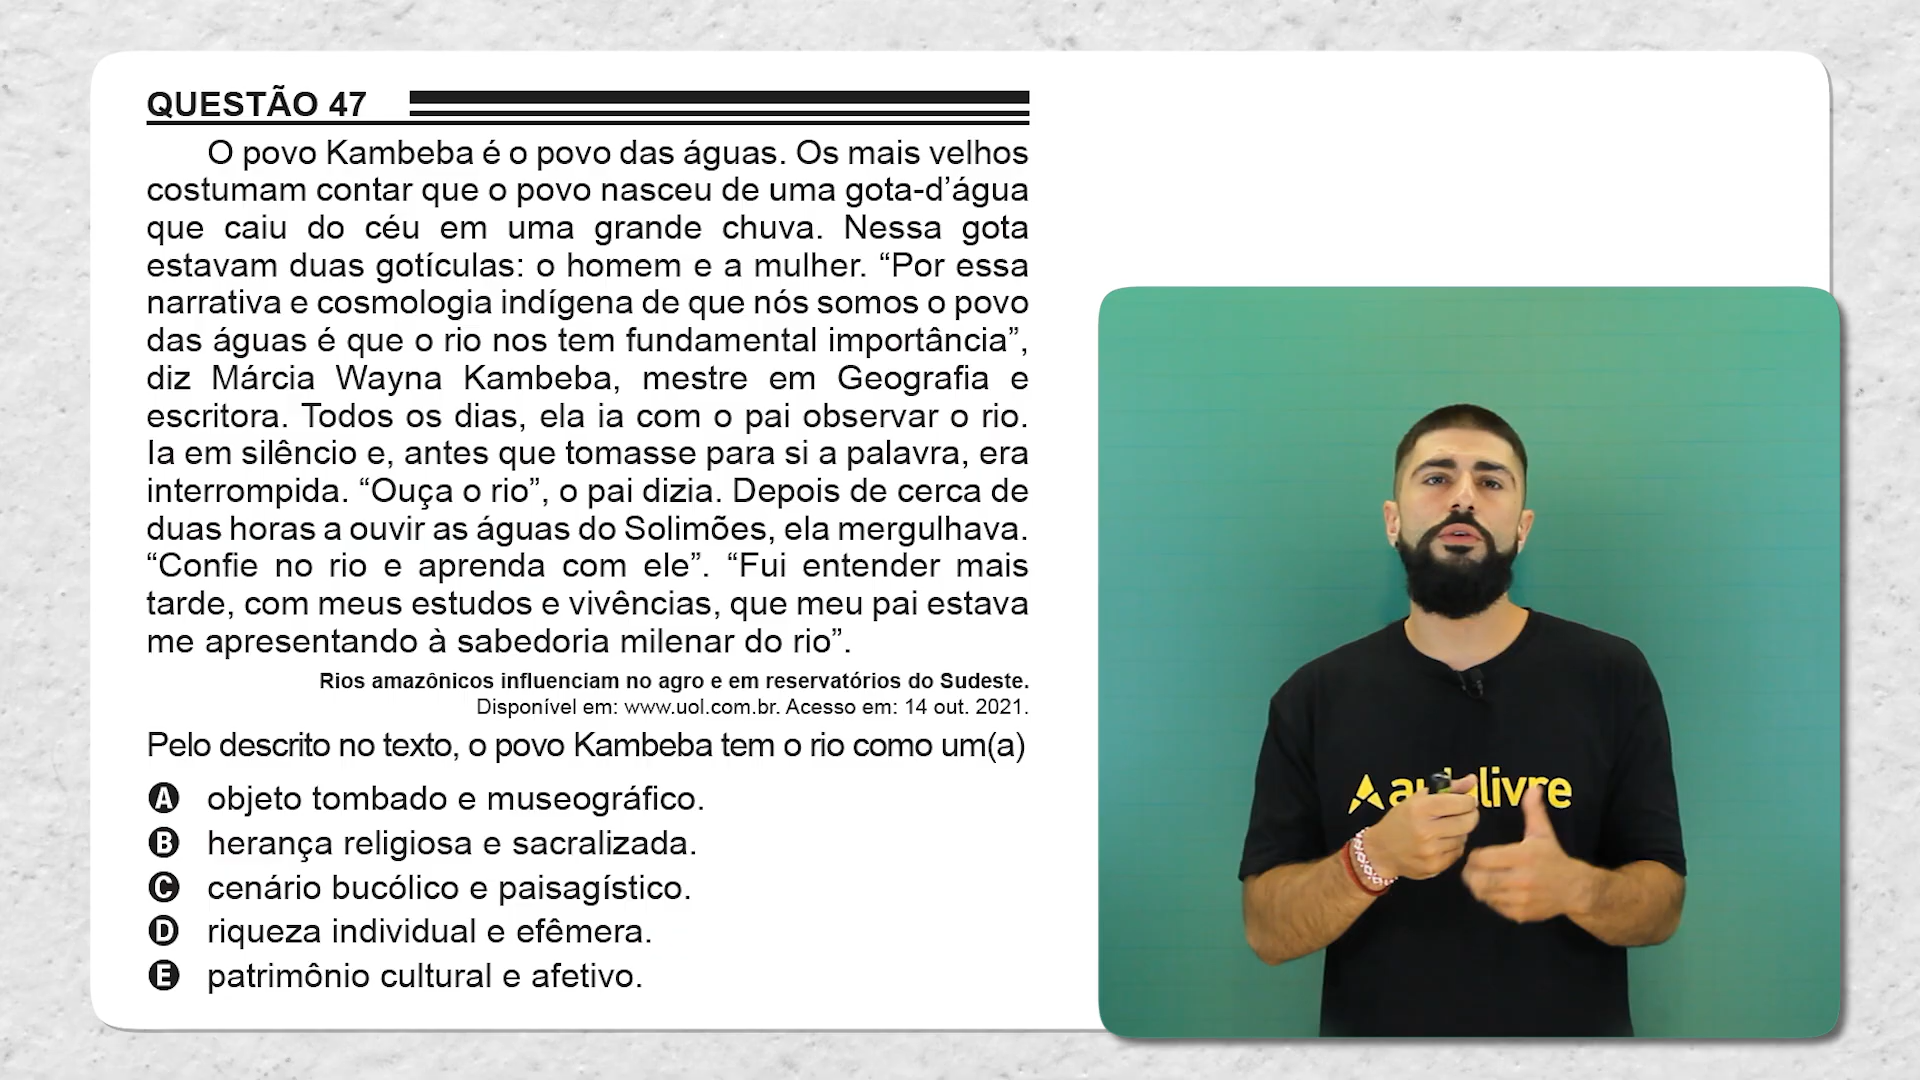 QUESTÃO 47
O povo Kambeba é o povo das águas. Os mais velhos
costumam contar que o povo nasceu de uma gota-d’água
que caiu do céu em uma grande chuva. Nessa gota
estavam duas gotículas: o homem e a mulher. “Por essa
narrativa e cosmologia indígena de que nós somos o povo
das águas é que o rio nos tem fundamental importância”,
diz Márcia Wayna Kambeba, mestre em Geografia e
escritora. Todos os dias, ela ia com o pai observar o rio.
Ia em silêncio e, antes que tomasse para si a palavra, era
interrompida. “Ouça o rio”, o pai dizia. Depois de cerca de
duas horas a ouvir as águas do Solimões, ela mergulhava.
“Confie no rio e aprenda com ele”. “Fui entender mais
tarde, com meus estudos e vivências, que meu pai estava
me apresentando à sabedoria milenar do rio”.
Rios amazônicos influenciam no agro e em reservatórios do Sudeste.
Disponível em: www.uol.com.br. Acesso em: 14 out. 2021.
Pelo descrito no texto, o povo Kambeba tem o rio como um(a)
A objeto tombado e museográfico.
B herança religiosa e sacralizada.
C cenário bucólico e paisagístico.
D riqueza individual e efêmera.
E patrimônio cultural e afetivo.